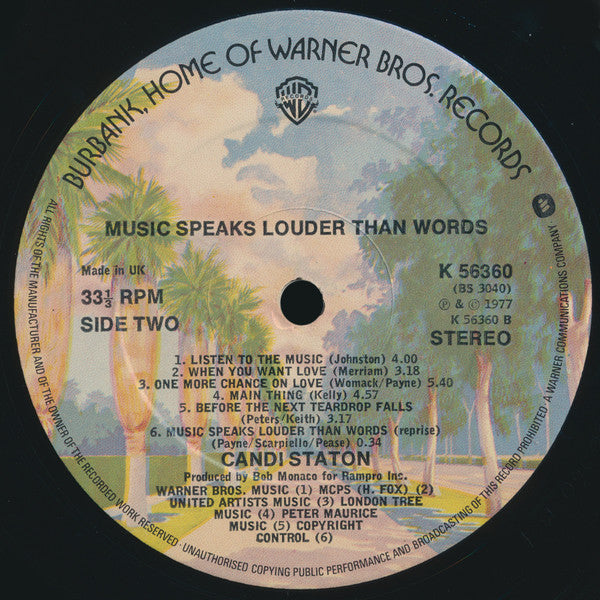 BURBANK, HOME OF WARNER BROS. RECORDS
RECORDS
MUSIC SPEAKS LOUDER THAN WORDS
Made in UK
33⅓ RPM
SIDE TWO
K 56360
(BS 3040)
℗ & © 1977
K 56360 B
STEREO
1. LISTEN TO THE MUSIC (Johnston) 4.00
2. WHEN YOU WANT LOVE (Merriam) 3.18
3. ONE MORE CHANCE ON LOVE (Womack/Payne) 5.40
4. MAIN THING (Kelly) 4.57
5. BEFORE THE NEXT TEARDROP FALLS
(Peters/Keith) 3.17
6. MUSIC SPEAKS LOUDER THAN WORDS (reprise)
(Payne/Scarpiello/Pease) 0.34
CANDI STATON
Produced by Bob Monaco for Rampro Inc.
WARNER BROS. MUSIC (1) MCPS (H. FOX) (2)
UNITED ARTISTS MUSIC (3) LONDON TREE
MUSIC (4) PETER MAURICE
MUSIC (5) COPYRIGHT
CONTROL (6)
ALL RIGHTS OF THE MANUFACTURER AND OF THE OWNER OF THE RECORDED WORK RESERVED · UNAUTHORISED COPYING PUBLIC PERFORMANCE AND BROADCASTING OF THIS RECORD PROHIBITED · A WARNER COMMUNICATIONS COMPANY